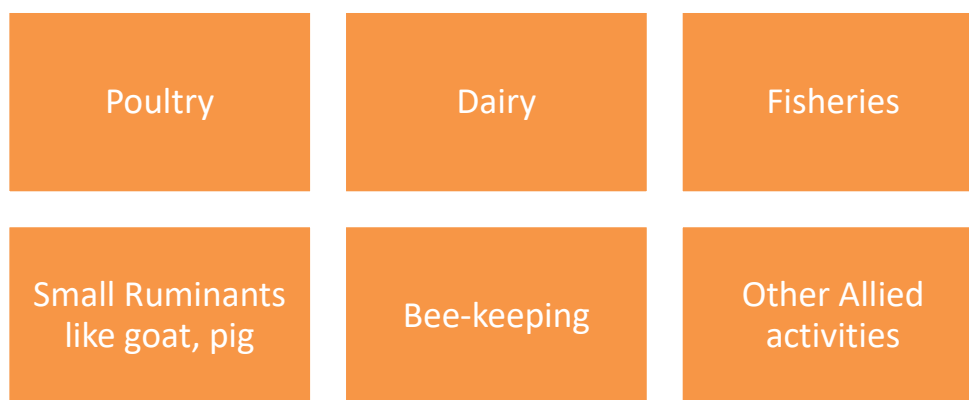 Poultry
Dairy
Fisheries
Small Ruminants
like goat, pig
Bee-keeping
Other Allied
activities